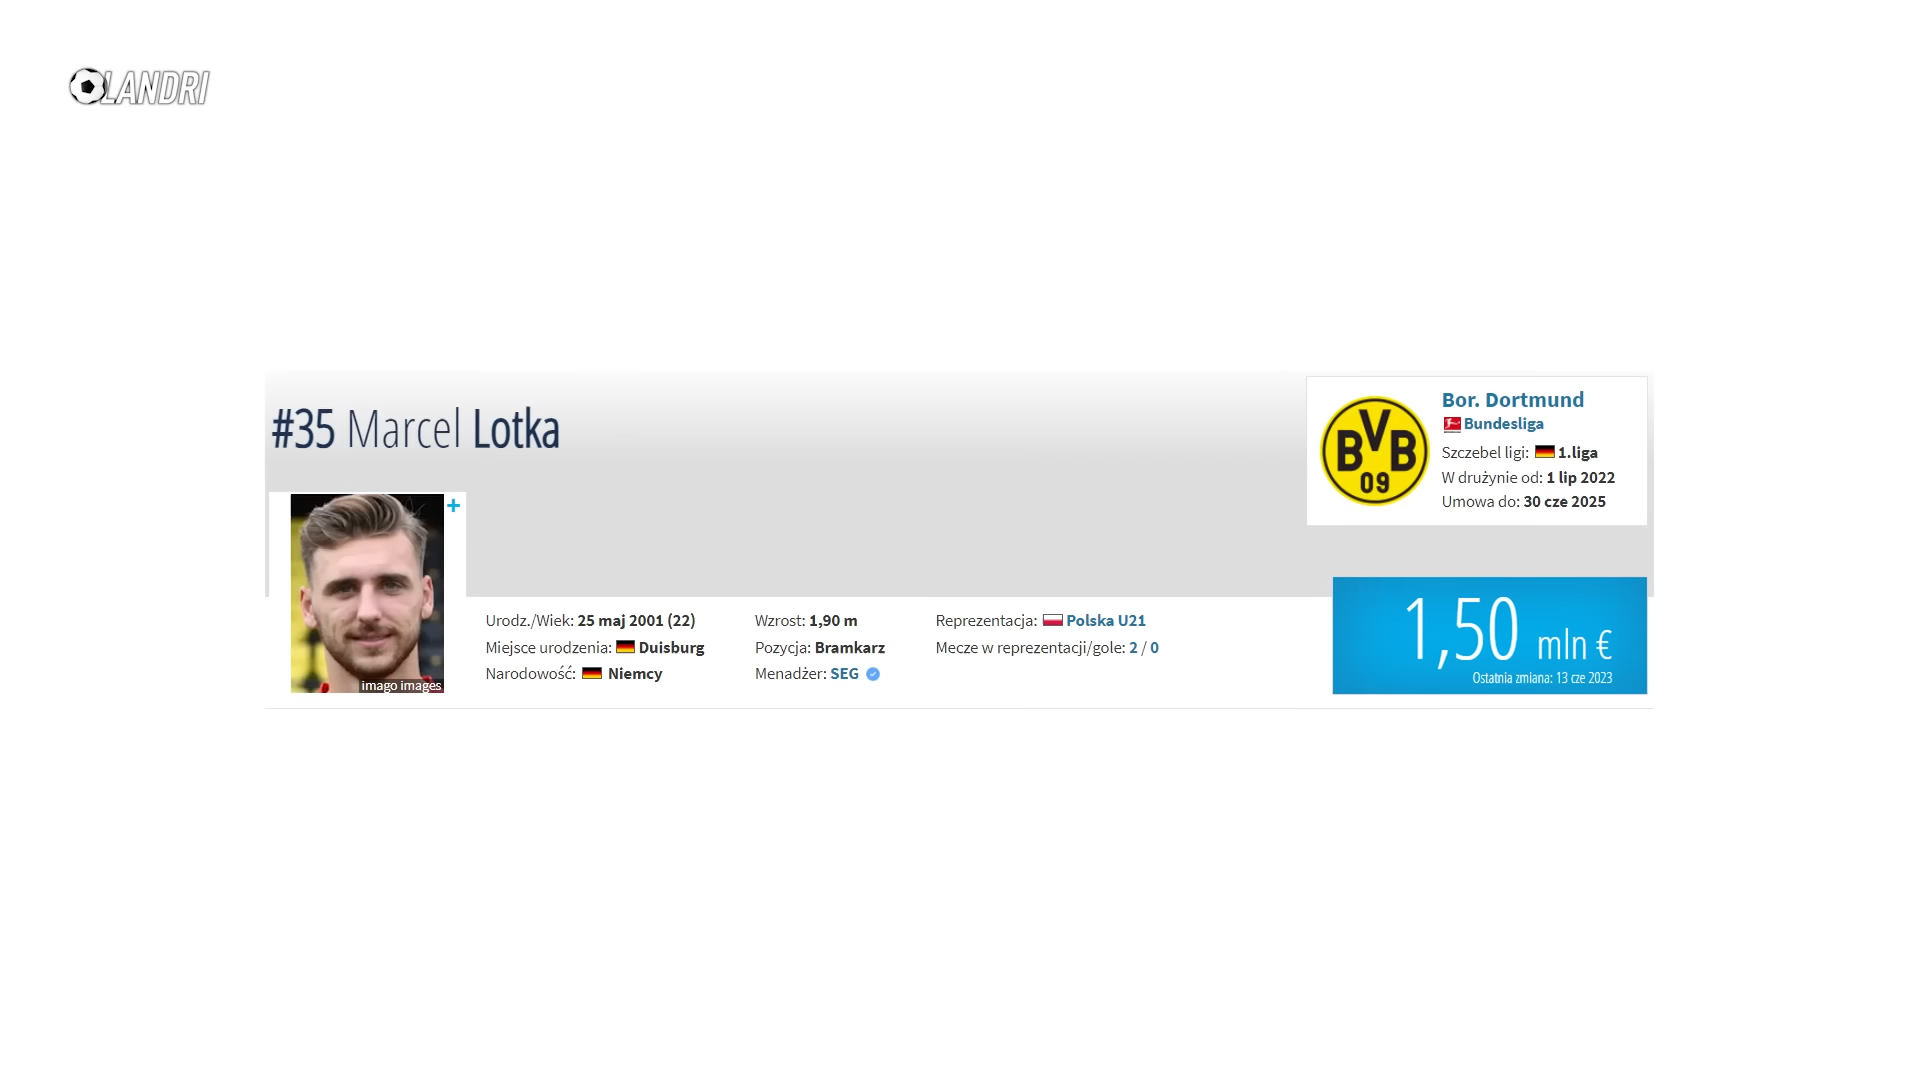 LANDRI
#35 Marcel Lotka
BVB
09
Bor. Dortmund
Bundesliga
Szczebel ligi: 1.liga
W drużynie od: 1 lip 2022
Umowa do: 30 cze 2025
+
imago images
Urodz./Wiek: 25 maj 2001 (22)
Miejsce urodzenia: Duisburg
Narodowość: Niemcy
Wzrost: 1,90 m
Pozycja: Bramkarz
Menadżer: SEG
Reprezentacja: Polska U21
Mecze w reprezentacji/gole: 2 / 0
1,50 mln €
Ostatnia zmiana: 13 cze 2023